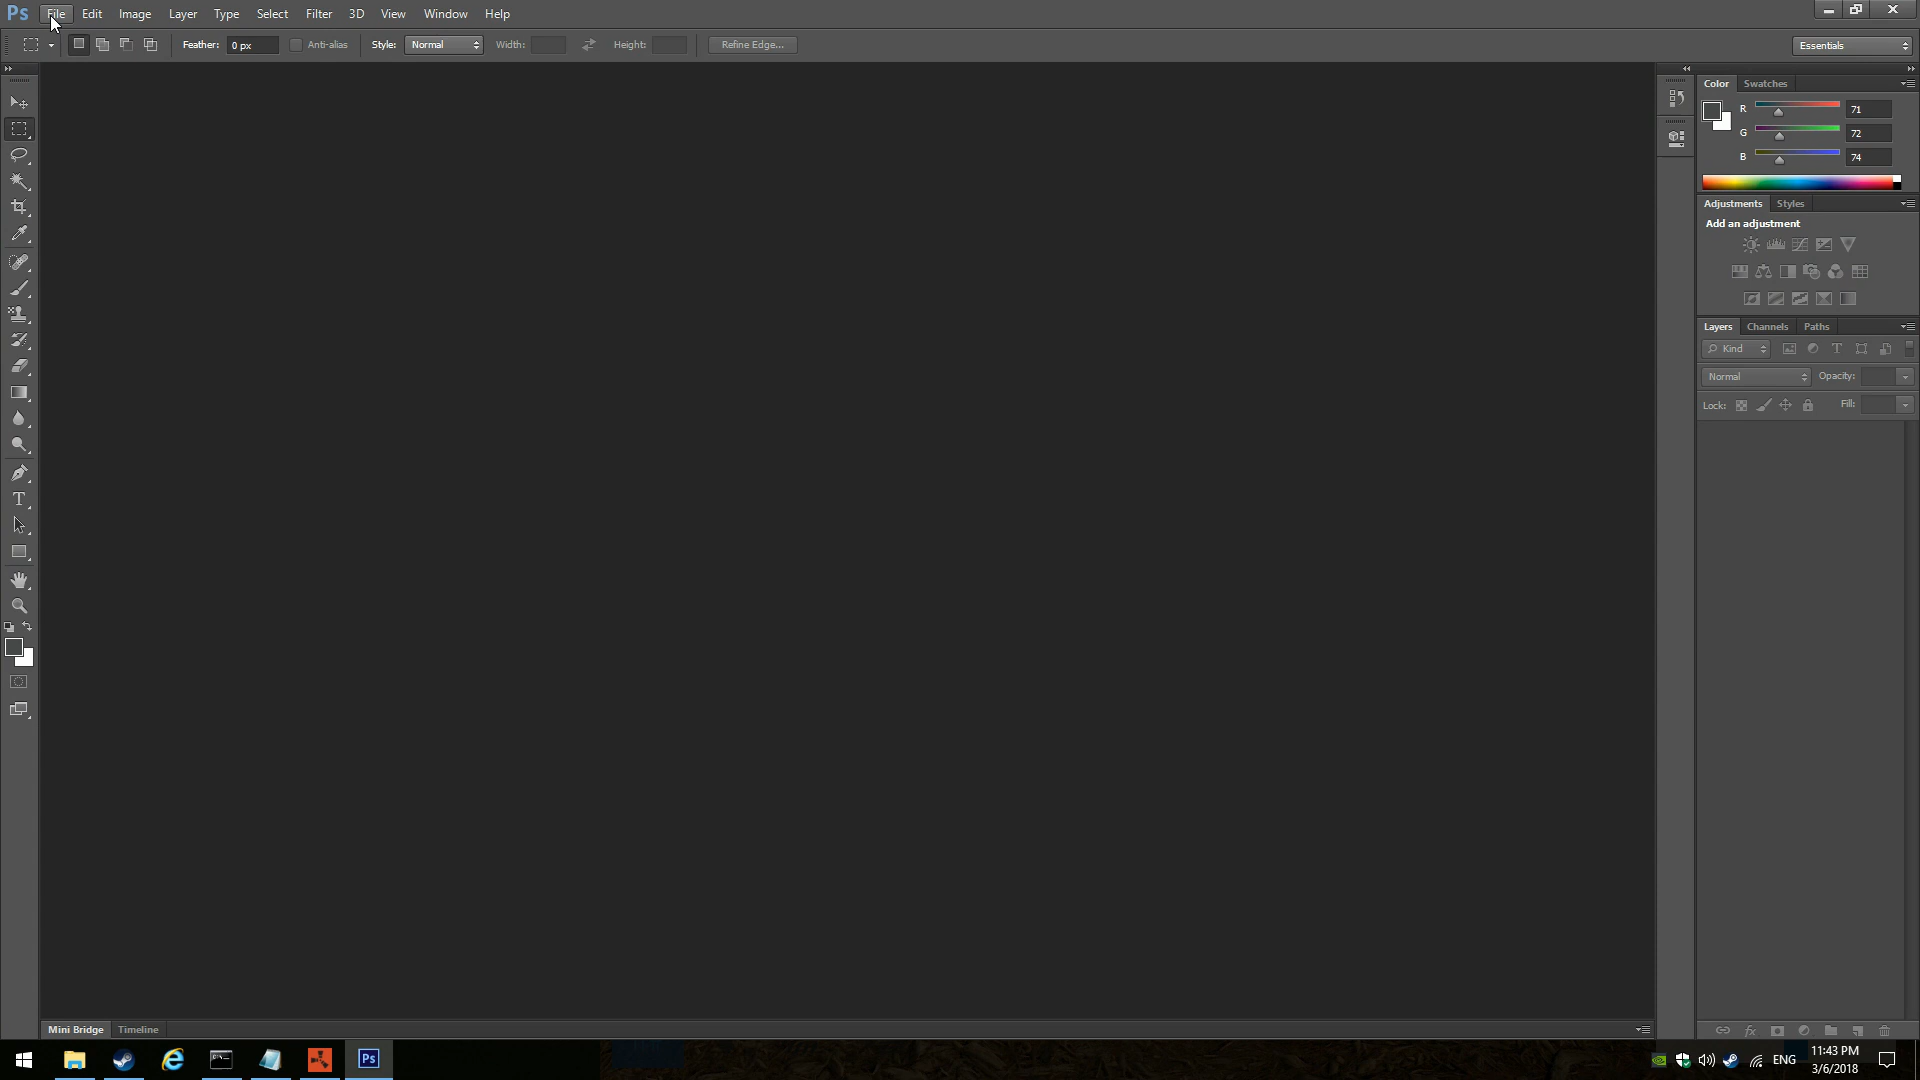 Ps File Edit Image Layer Type Select Filter 3D View Window Help
Feather: 0 px Anti-alias Style: Normal Width: Height: Refine Edge... Essentials
Color Swatches
R 71
G 72
B 74
Adjustments Styles
Add an adjustment
Layers Channels Paths
Kind
Normal Opacity:
Lock: Fill:
Mini Bridge Timeline
Ps ENG 11:43 PM
3/6/2018